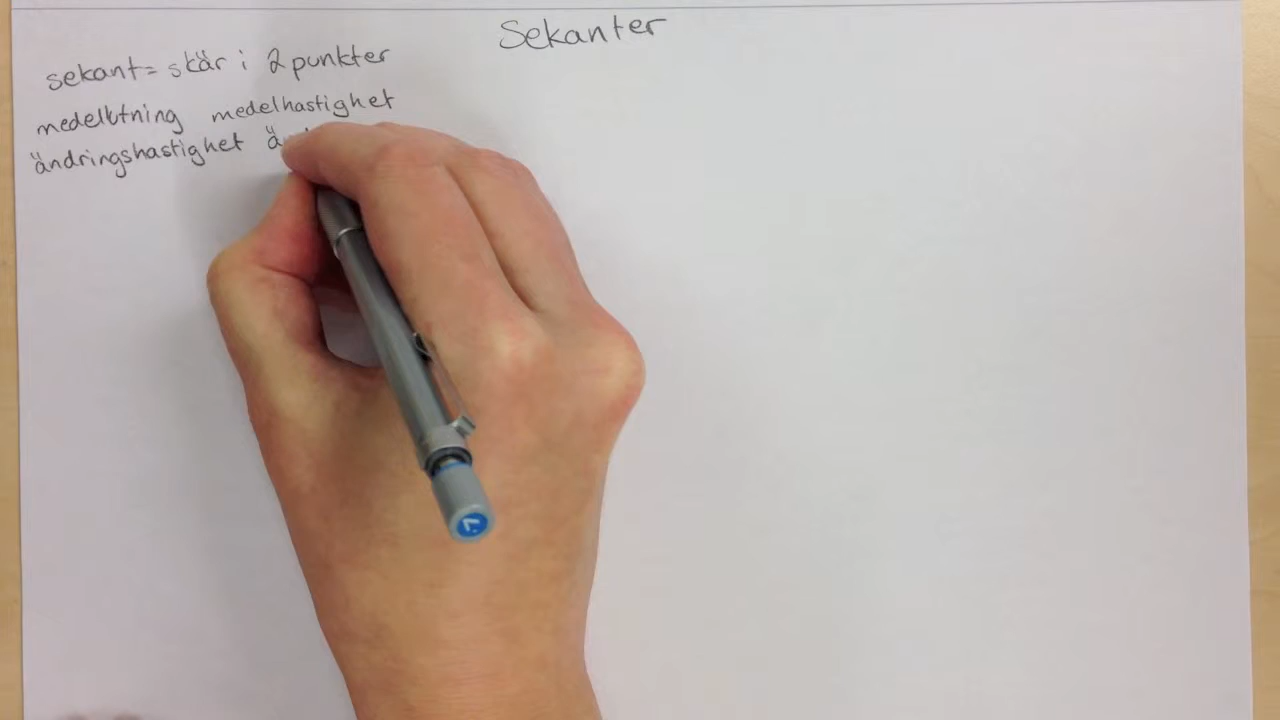 Sekanter
sekant= skär i 2 punkter
medellutning medelhastighet
ändringshastighet